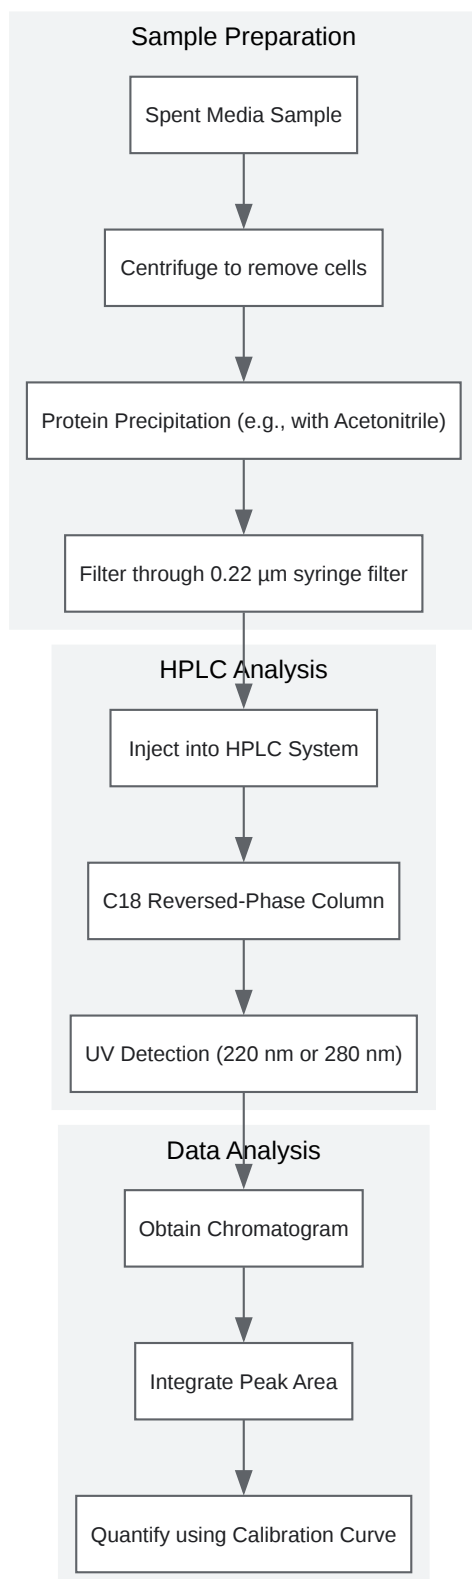 Sample Preparation
Spent Media Sample
Centrifuge to remove cells
Protein Precipitation (e.g., with Acetonitrile)
Filter through 0.22 µm syringe filter
HPLC Analysis
Inject into HPLC System
C18 Reversed-Phase Column
UV Detection (220 nm or 280 nm)
Data Analysis
Obtain Chromatogram
Integrate Peak Area
Quantify using Calibration Curve